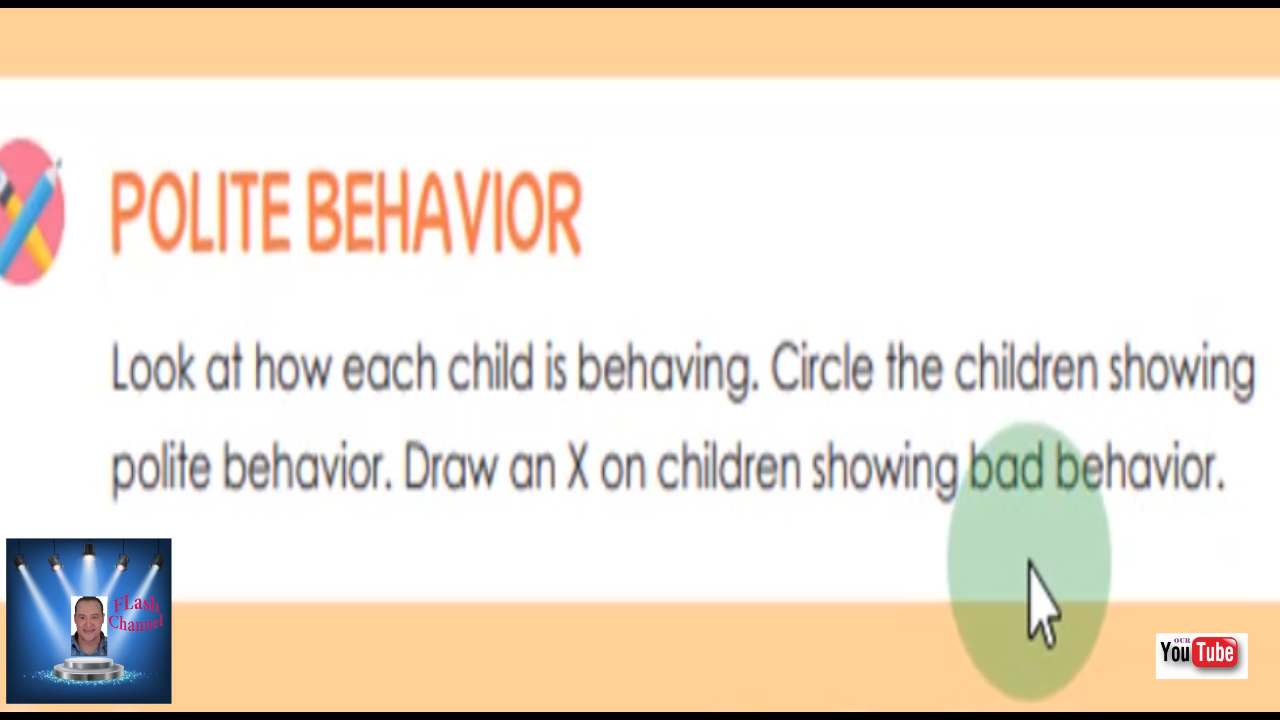 POLITE BEHAVIOR
Look at how each child is behaving. Circle the children showing
polite behavior. Draw an X on children showing bad behavior.
FLash
Channel
OUR
YouTube